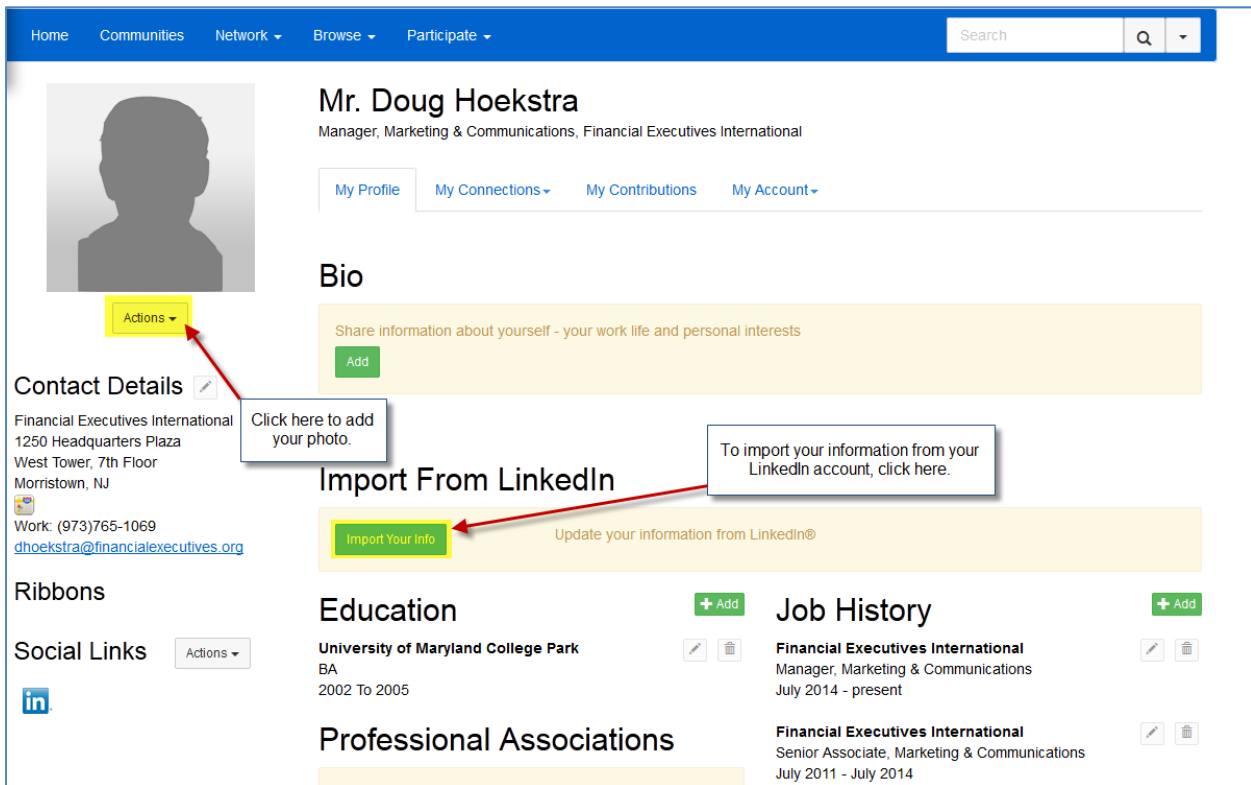 Home Communities Network Browse Participate Search
Mr. Doug Hoekstra
Manager, Marketing & Communications, Financial Executives International
My Profile My Connections My Contributions My Account
Actions
Contact Details
Financial Executives International
1250 Headquarters Plaza
West Tower, 7th Floor
Morristown, NJ
Work: (973)765-1069
dhoekstra@financialexecutives.org
Ribbons
Social Links Actions
in
Click here to add
your photo.
Bio
Share information about yourself - your work life and personal interests
Add
To import your information from your
LinkedIn account, click here.
Import From LinkedIn
Import Your Info Update your information from LinkedIn®
Education + Add
University of Maryland College Park
BA
2002 To 2005
Professional Associations
Job History + Add
Financial Executives International
Manager, Marketing & Communications
July 2014 - present
Financial Executives International
Senior Associate, Marketing & Communications
July 2011 - July 2014